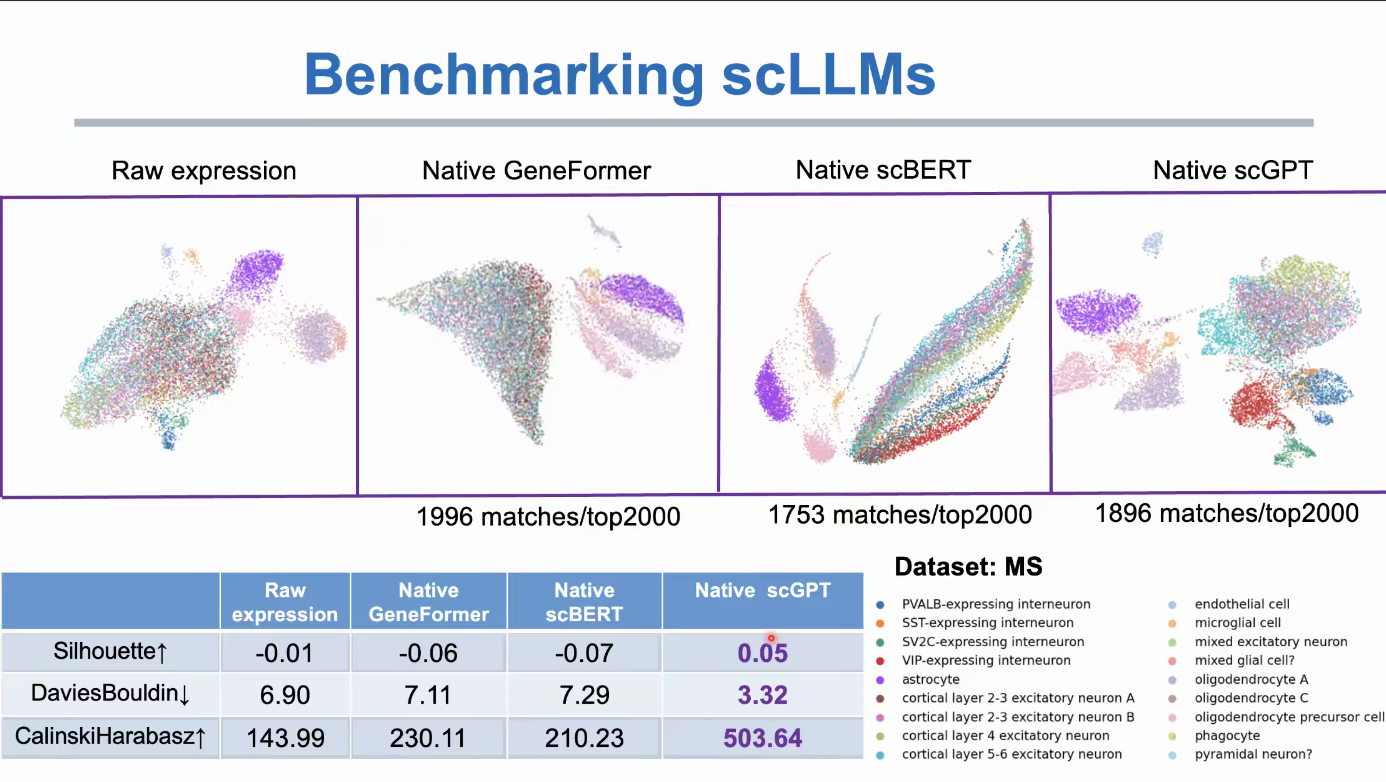 Benchmarking scLLMs
Raw expression
Native GeneFormer
Native scBERT
Native scGPT
1996 matches/top2000
1753 matches/top2000
1896 matches/top2000
Raw expression
Native GeneFormer
Native scBERT
Native scGPT
Silhouette↑ -0.01 -0.06 -0.07 0.05
DaviesBouldin↓ 6.90 7.11 7.29 3.32
CalinskiHarabasz↑ 143.99 230.11 210.23 503.64
Dataset: MS
PVALB-expressing interneuron
SST-expressing interneuron
SV2C-expressing interneuron
VIP-expressing interneuron
astrocyte
cortical layer 2-3 excitatory neuron A
cortical layer 2-3 excitatory neuron B
cortical layer 4 excitatory neuron
cortical layer 5-6 excitatory neuron
endothelial cell
microglial cell
mixed excitatory neuron
mixed glial cell?
oligodendrocyte A
oligodendrocyte C
oligodendrocyte precursor cell
phagocyte
pyramidal neuron?